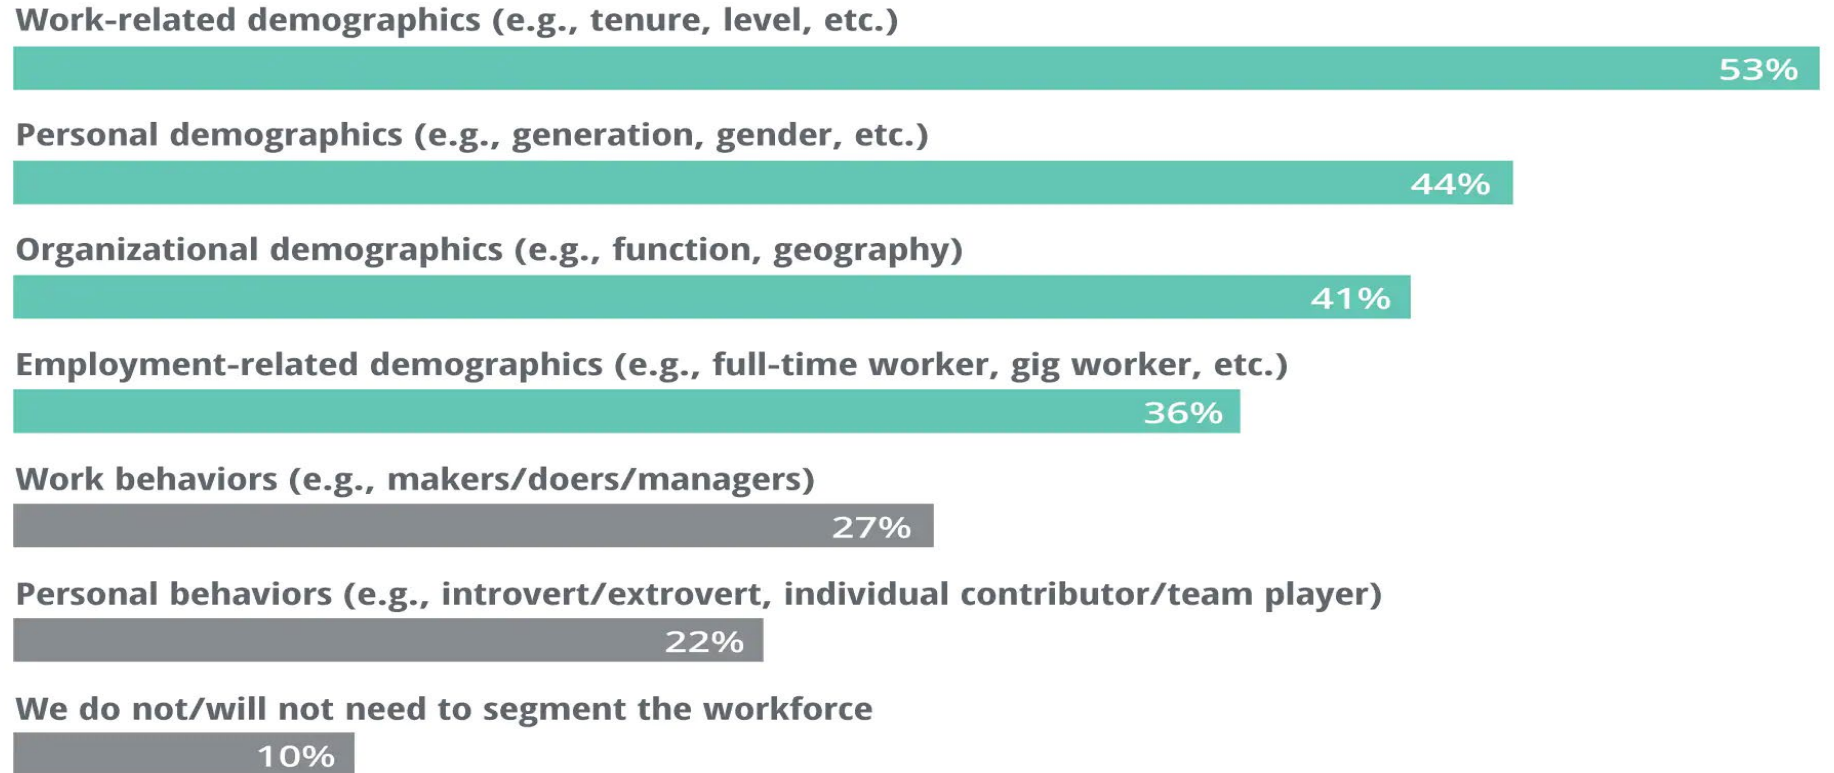 Work-related demographics (e.g., tenure, level, etc.)
53%
Personal demographics (e.g., generation, gender, etc.)
44%
Organizational demographics (e.g., function, geography)
41%
Employment-related demographics (e.g., full-time worker, gig worker, etc.)
36%
Work behaviors (e.g., makers/doers/managers)
27%
Personal behaviors (e.g., introvert/extrovert, individual contributor/team player)
22%
We do not/will not need to segment the workforce
10%